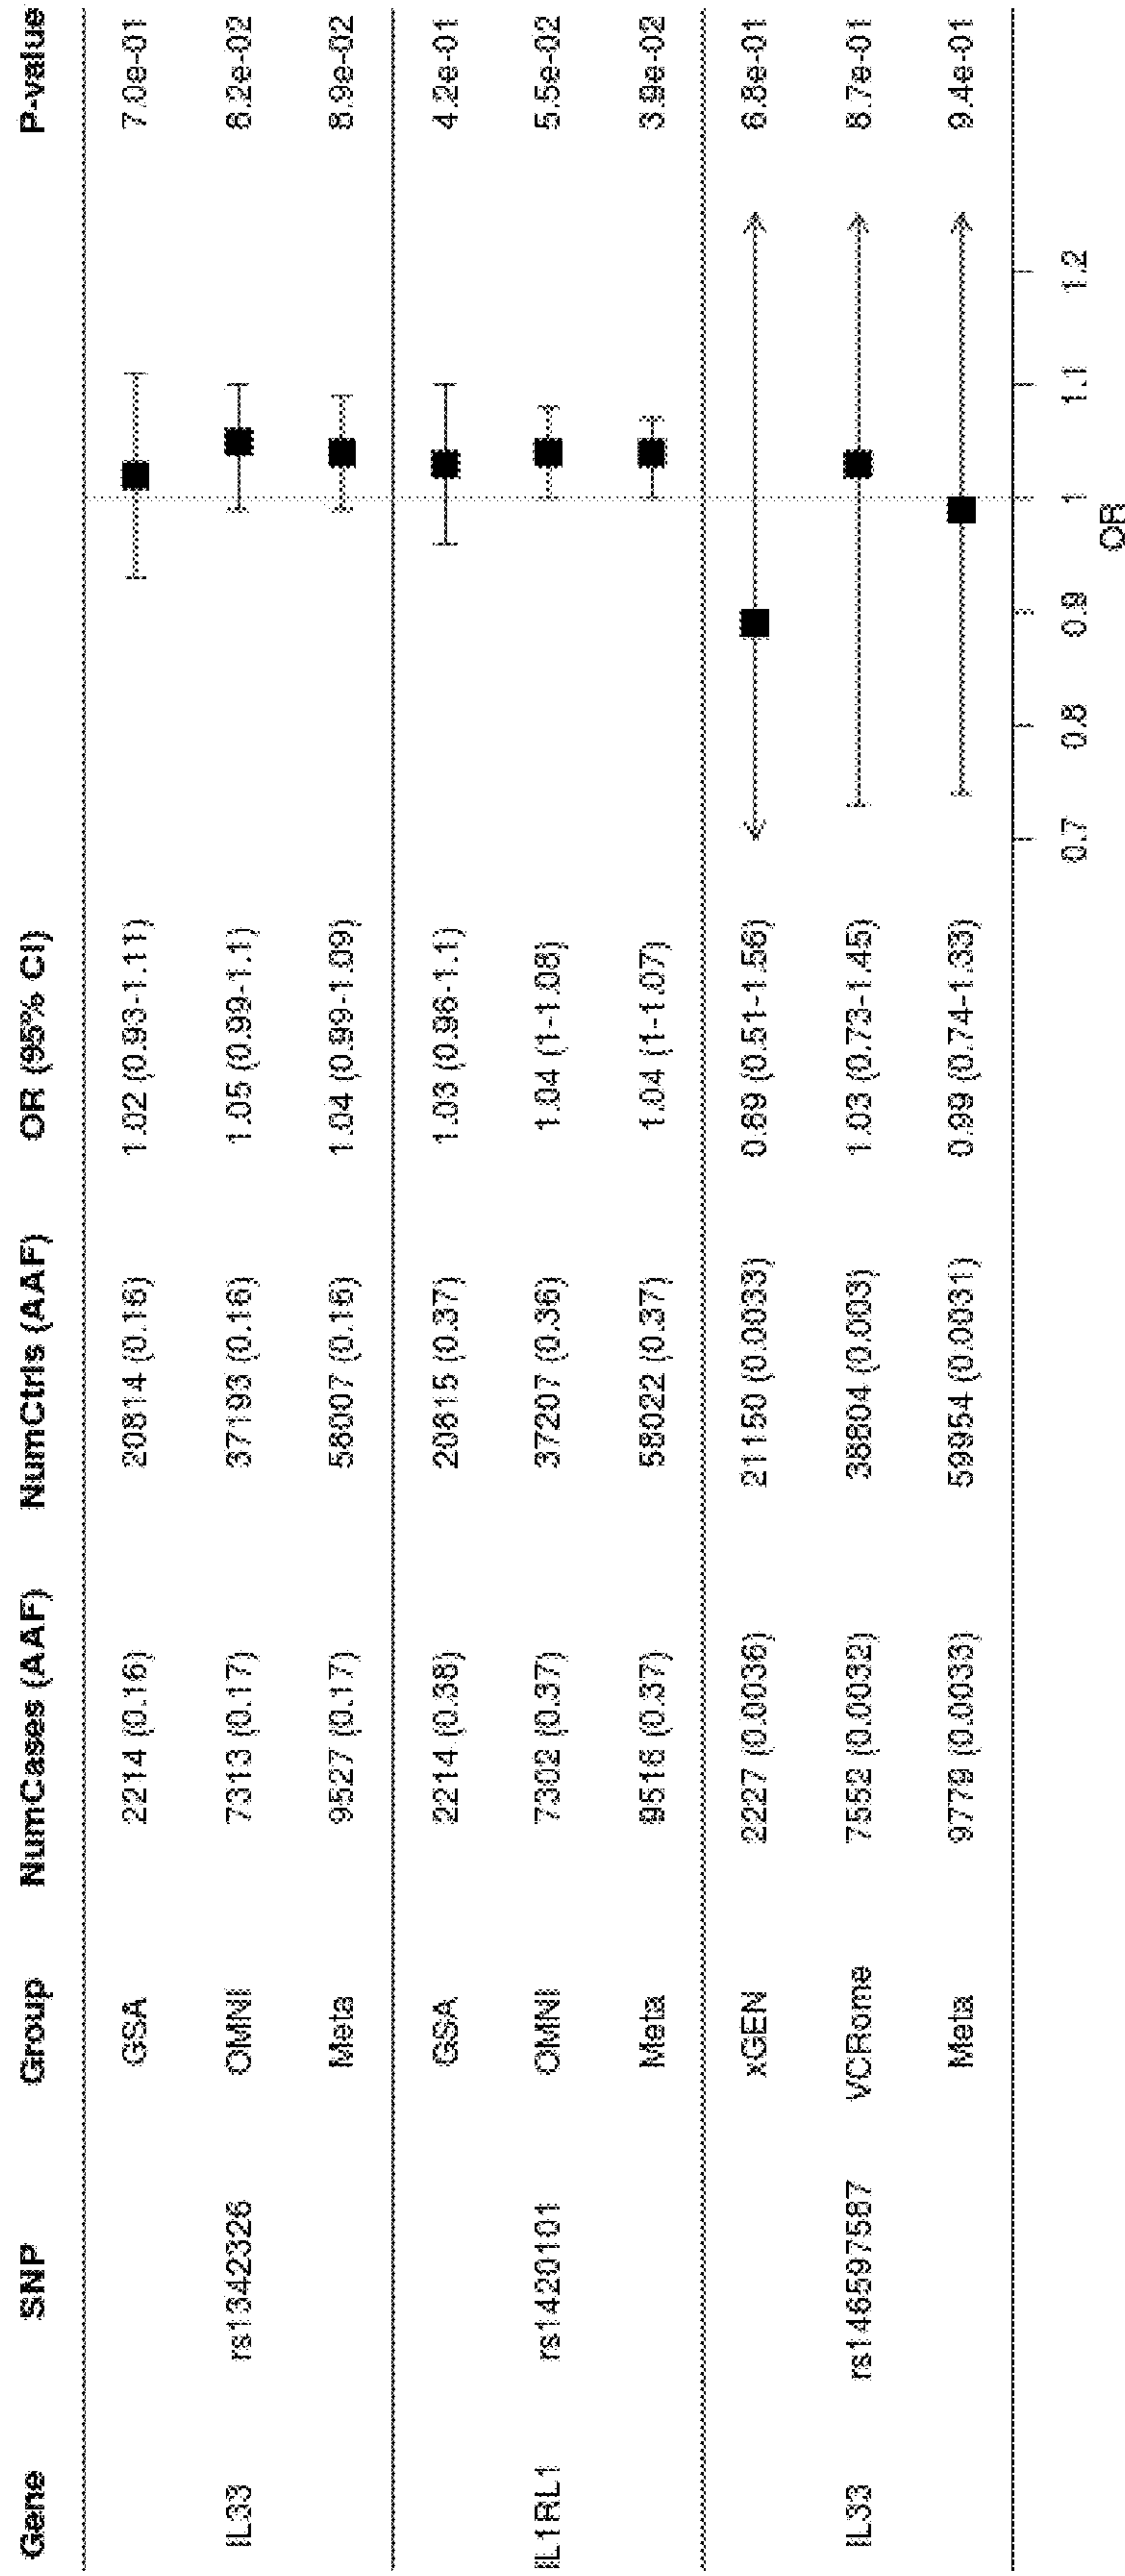 Gene SNP Group NumCases (AAF) NumCtrls (AAF) OR (95% CI) P-value
GSA 2214 (0.16) 20814 (0.16) 1.02 (0.93-1.11) 7.0e-01
IL33 rs1342326 OMNI 7313 (0.17) 37193 (0.16) 1.05 (0.99-1.1) 8.2e-02
Meta 9527 (0.17) 58007 (0.16) 1.04 (0.99-1.09) 8.9e-02
GSA 2214 (0.38) 20815 (0.37) 1.03 (0.96-1.1) 4.2e-01
IL1RL1 rs1420101 OMNI 7302 (0.37) 37207 (0.36) 1.04 (1-1.08) 5.5e-02
Meta 9516 (0.37) 58022 (0.37) 1.04 (1-1.07) 3.9e-02
xGEN 2227 (0.0036) 21150 (0.0033) 0.89 (0.51-1.56) 6.8e-01
IL33 rs146597587 VCRome 7552 (0.0032) 38804 (0.003) 1.03 (0.73-1.45) 8.7e-01
Meta 9779 (0.0033) 59954 (0.0031) 0.99 (0.74-1.33) 9.4e-01
0.7 0.8 0.9 1 1.1 1.2
OR